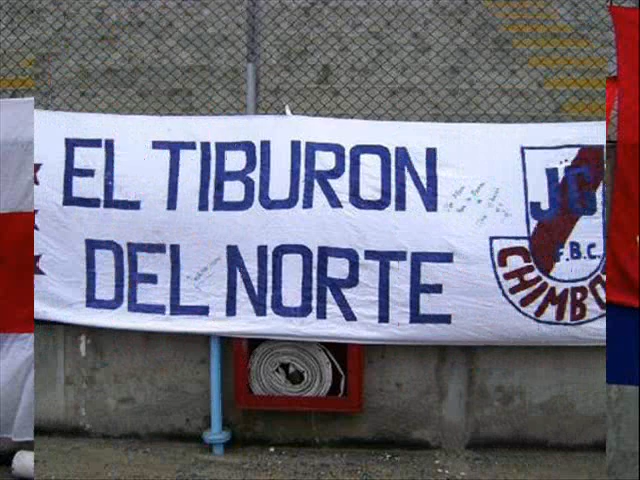 EL TIBURON
DEL NORTE
JG
F.B.C.
CHIMBO